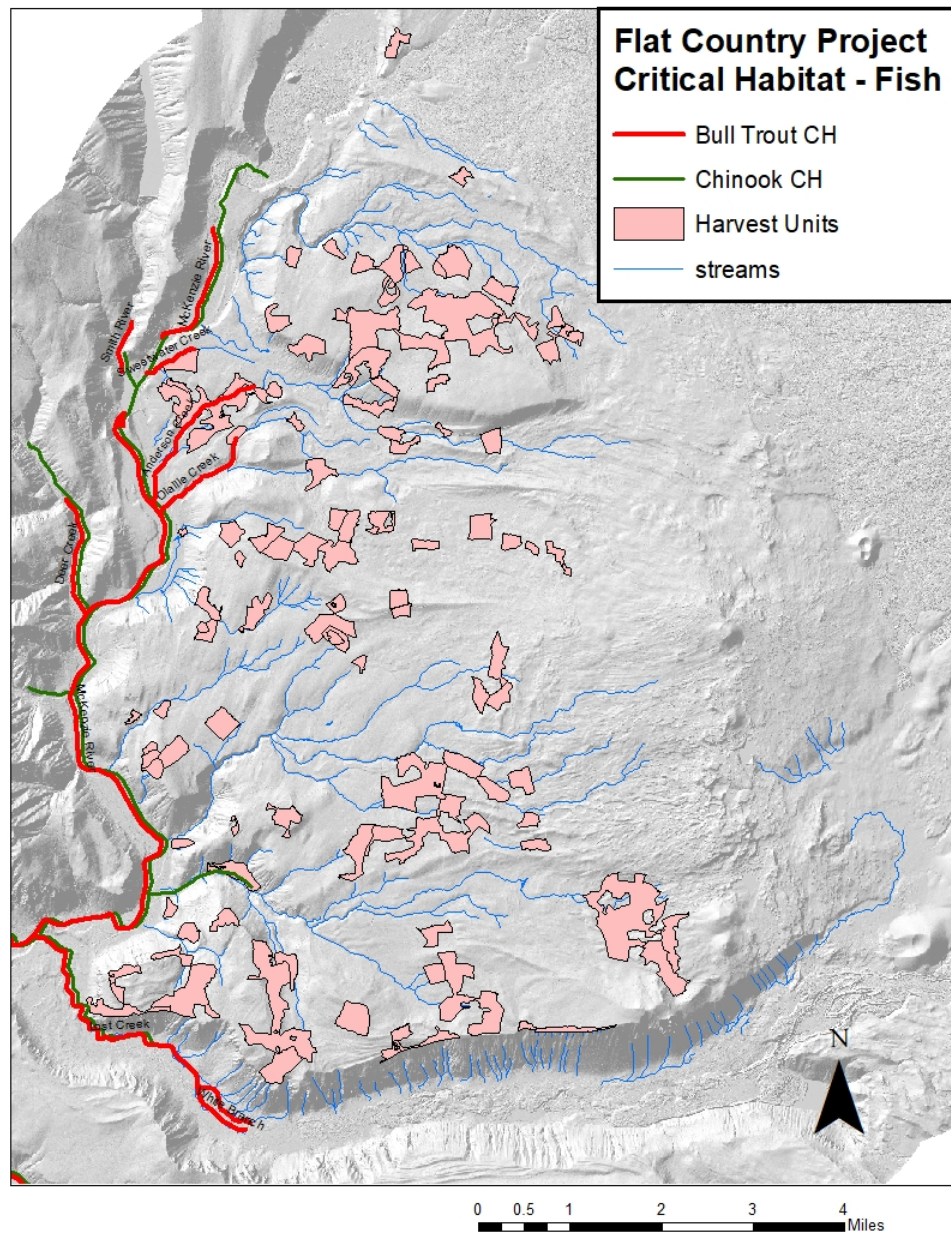 Flat Country Project
Critical Habitat - Fish
Bull Trout CH
Chinook CH
Harvest Units
streams
McKenzie River
Smith River
Sweetwater Creek
Anderson Creek
Olallie Creek
Deer Creek
McKenzie River
Lost Creek
White Branch
N
0 0.5 1 2 3 4
Miles